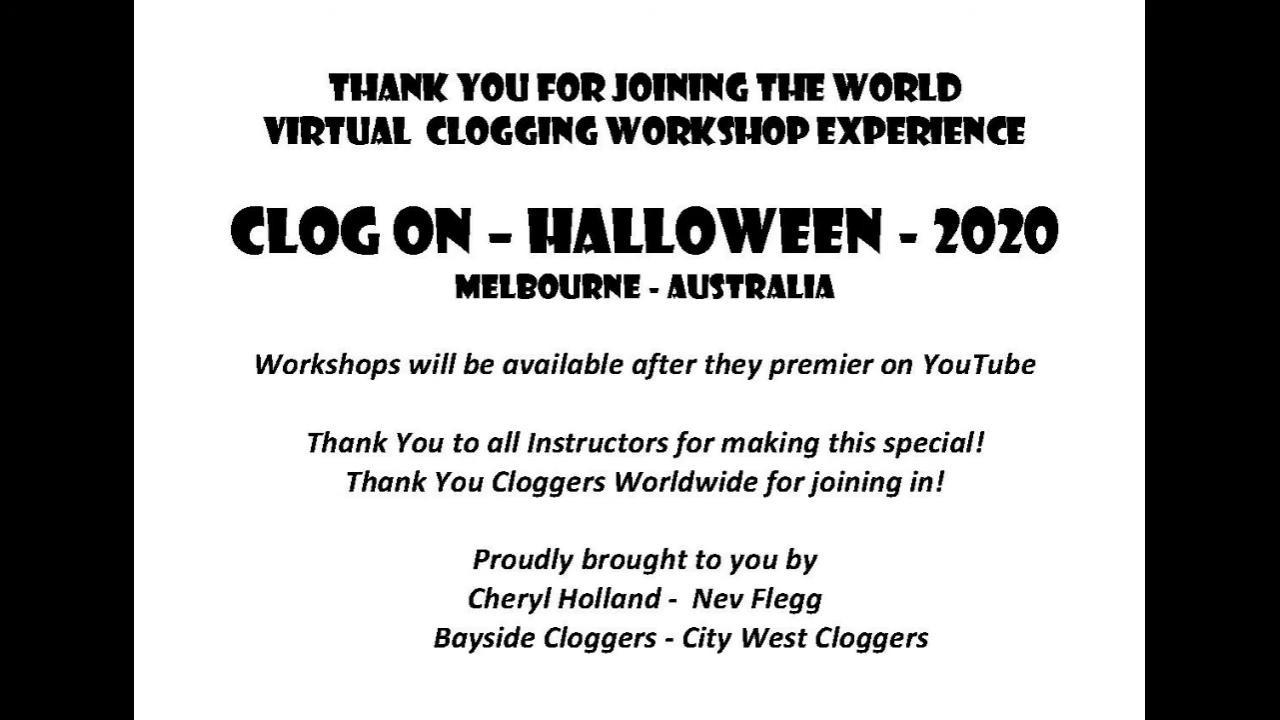 THANK YOU FOR JOINING THE WORLD
VIRTUAL CLOGGING WORKSHOP EXPERIENCE
CLOG ON – HALLOWEEN - 2020
MELBOURNE - AUSTRALIA
Workshops will be available after they premier on YouTube
Thank You to all Instructors for making this special!
Thank You Cloggers Worldwide for joining in!
Proudly brought to you by
Cheryl Holland - Nev Flegg
Bayside Cloggers - City West Cloggers